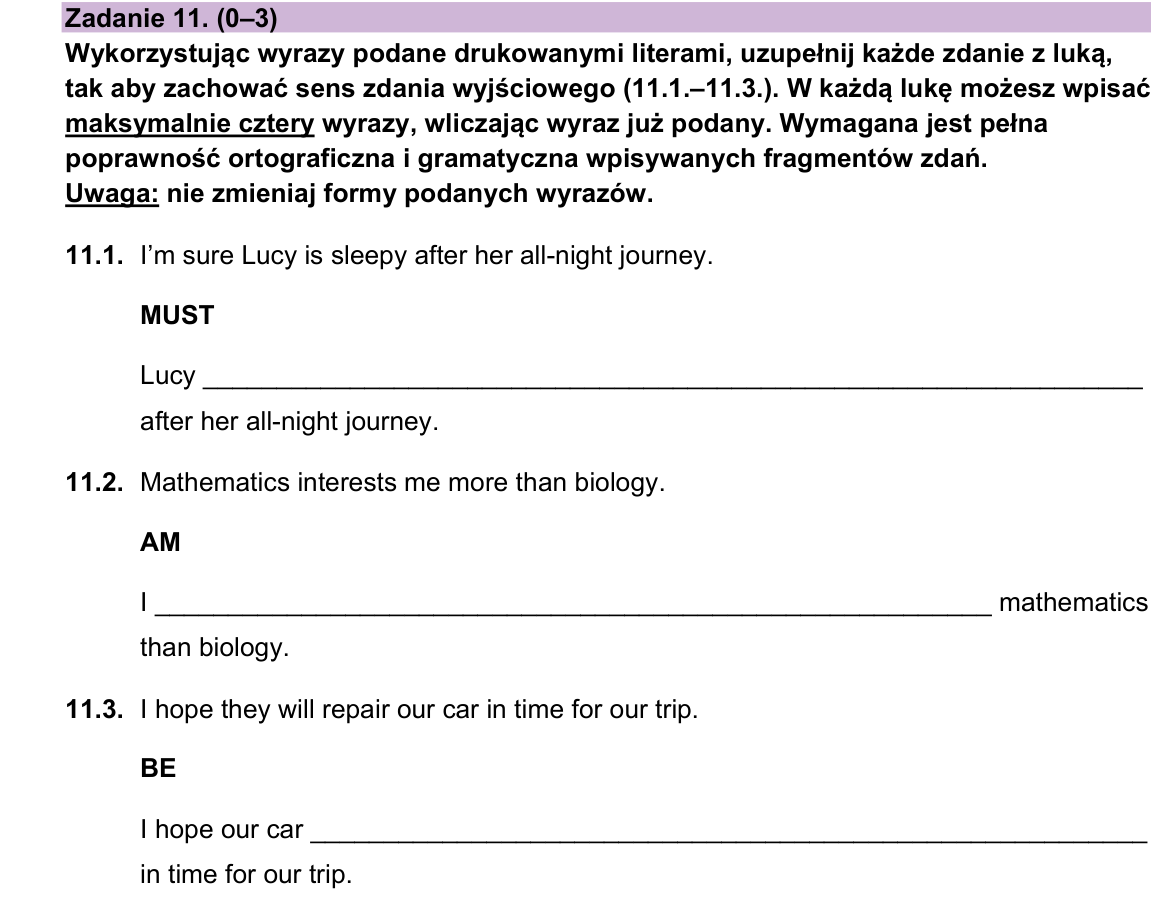 Zadanie 11. (0–3)
Wykorzystując wyrazy podane drukowanymi literami, uzupełnij każde zdanie z luką,
tak aby zachować sens zdania wyjściowego (11.1.–11.3.). W każdą lukę możesz wpisać
maksymalnie cztery wyrazy, wliczając wyraz już podany. Wymagana jest pełna
poprawność ortograficzna i gramatyczna wpisywanych fragmentów zdań.
Uwaga: nie zmieniaj formy podanych wyrazów.
11.1. I’m sure Lucy is sleepy after her all-night journey.
MUST
Lucy ______________________________
after her all-night journey.
11.2. Mathematics interests me more than biology.
AM
I ______________________________ mathematics
than biology.
11.3. I hope they will repair our car in time for our trip.
BE
I hope our car ______________________________
in time for our trip.